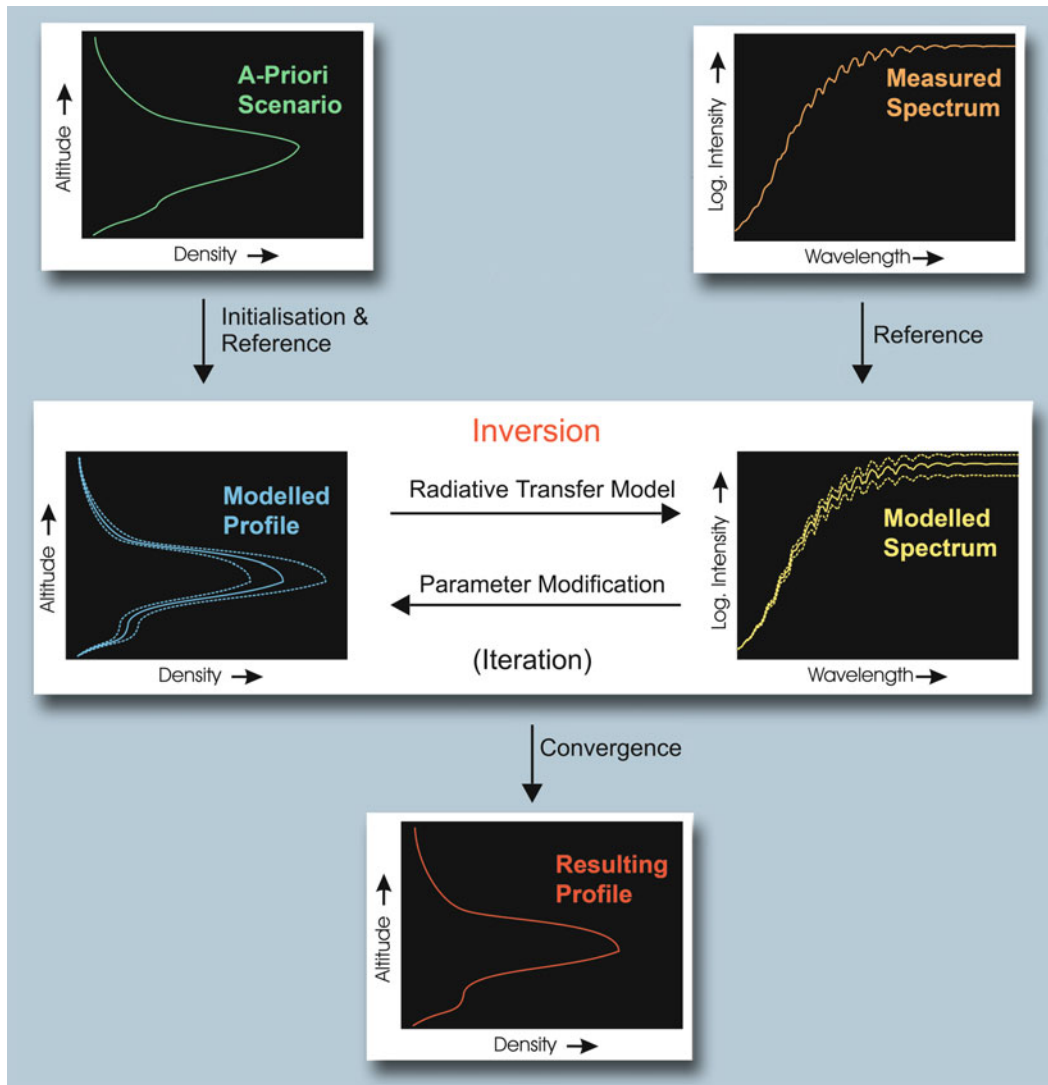 A-Priori
Scenario
Altitude
Density
Measured
Spectrum
Log. Intensity
Wavelength
Initialisation &
Reference
Reference
Inversion
Modelled
Profile
Altitude
Density
Radiative Transfer Model
Parameter Modification
(Iteration)
Modelled
Spectrum
Log. Intensity
Wavelength
Convergence
Resulting
Profile
Altitude
Density